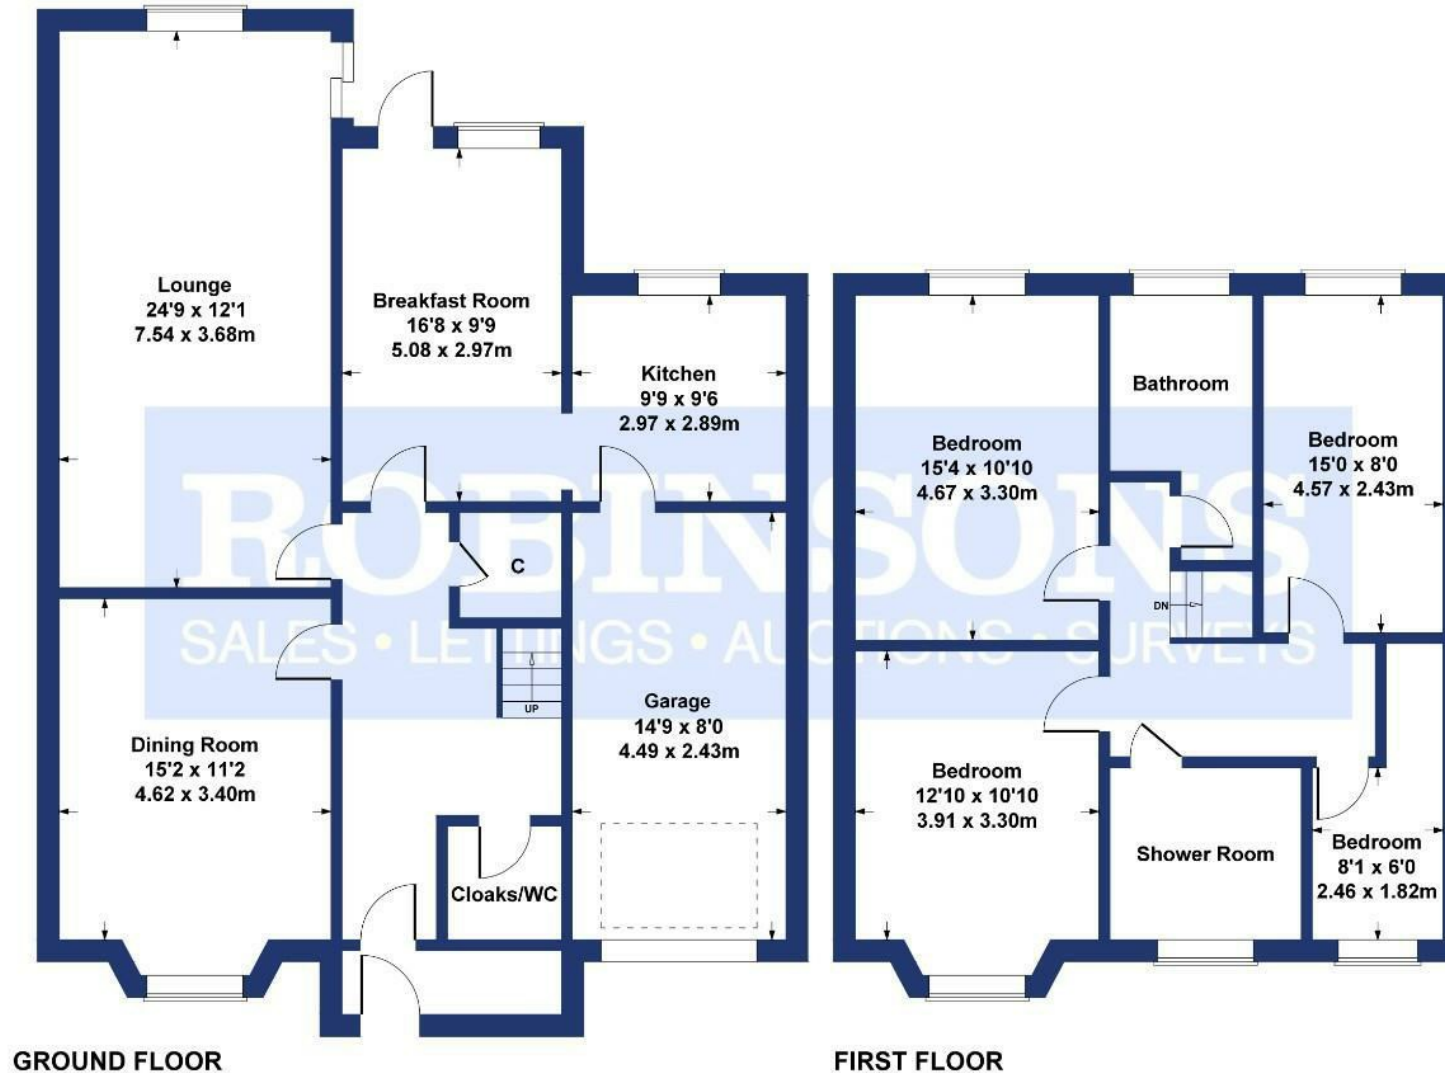 Lounge
24'9 x 12'1
7.54 x 3.68m
Breakfast Room
16'8 x 9'9
5.08 x 2.97m
Kitchen
9'9 x 9'6
2.97 x 2.89m
C
UP
Dining Room
15'2 x 11'2
4.62 x 3.40m
Garage
14'9 x 8'0
4.49 x 2.43m
Cloaks/WC
GROUND FLOOR
Bedroom
15'4 x 10'10
4.67 x 3.30m
Bathroom
Bedroom
15'0 x 8'0
4.57 x 2.43m
DN
Bedroom
12'10 x 10'10
3.91 x 3.30m
Shower Room
Bedroom
8'1 x 6'0
2.46 x 1.82m
FIRST FLOOR
ROBINSONS
SALES • LETTINGS • AUCTIONS • SURVEYS